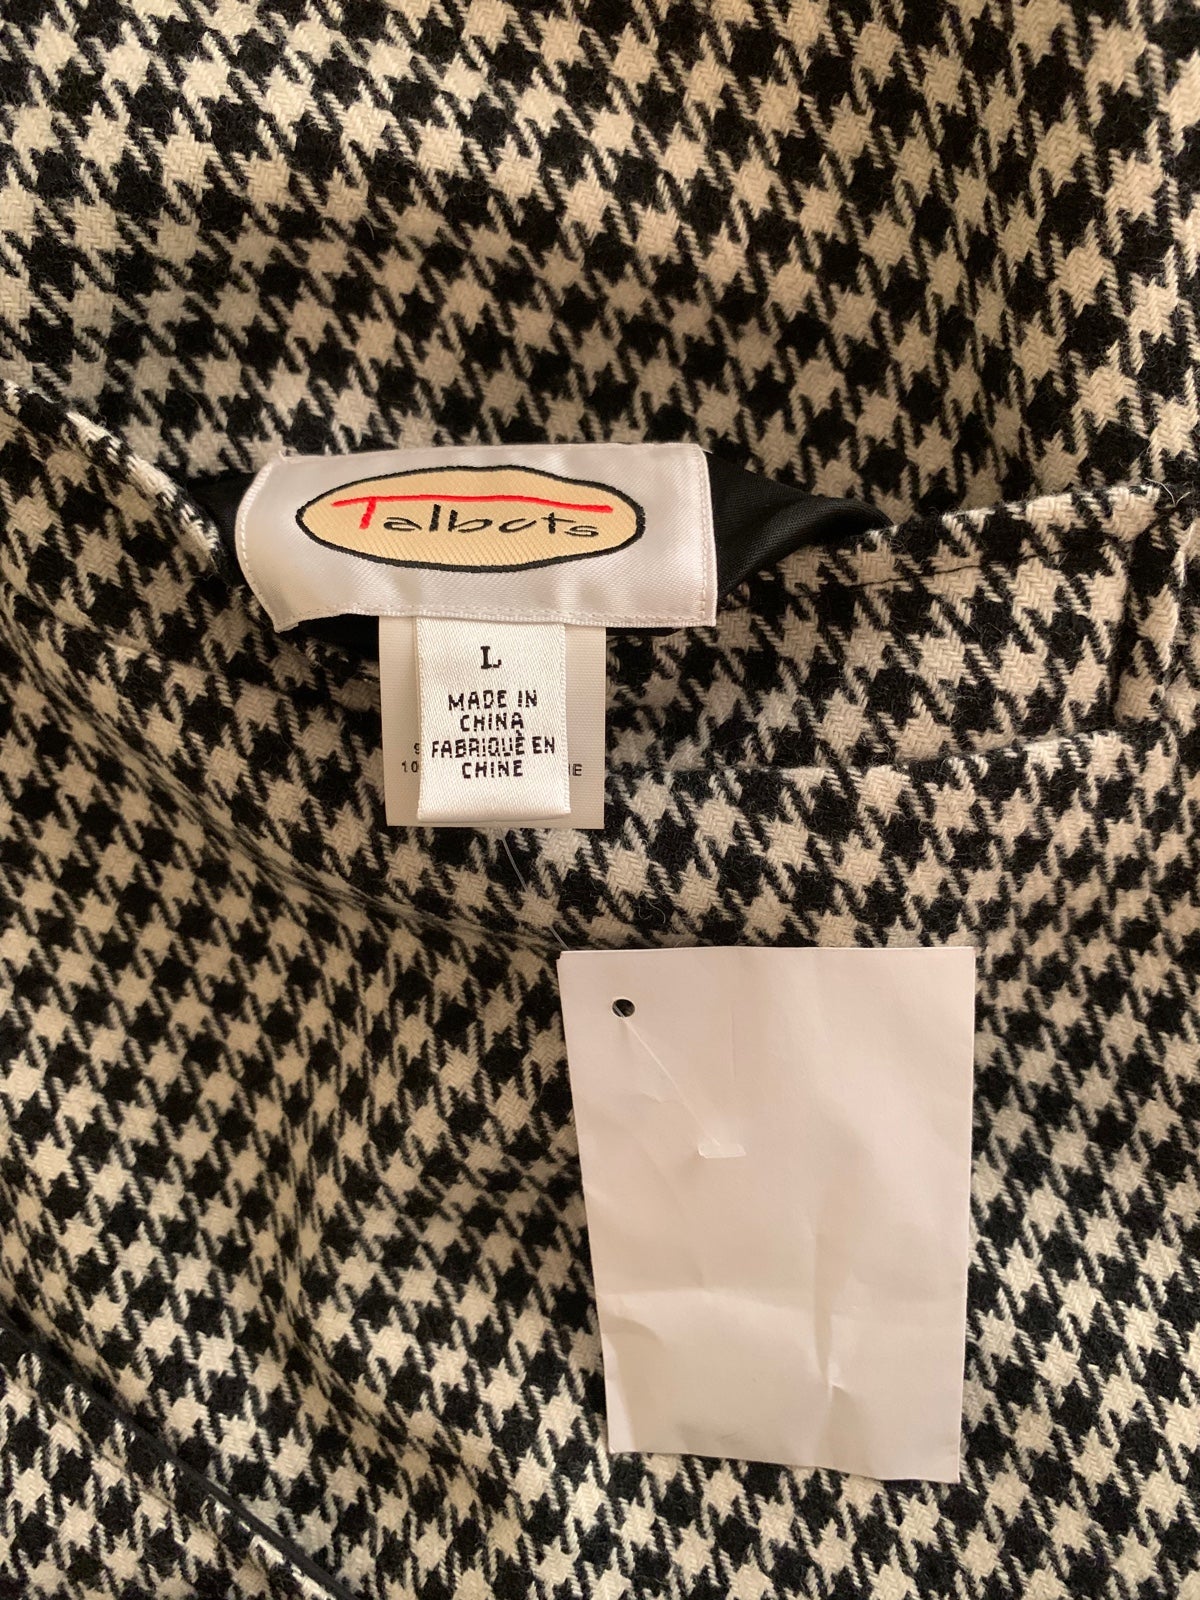 Talbots
L
MADE IN
CHINA
FABRIQUÈ EN
CHINE